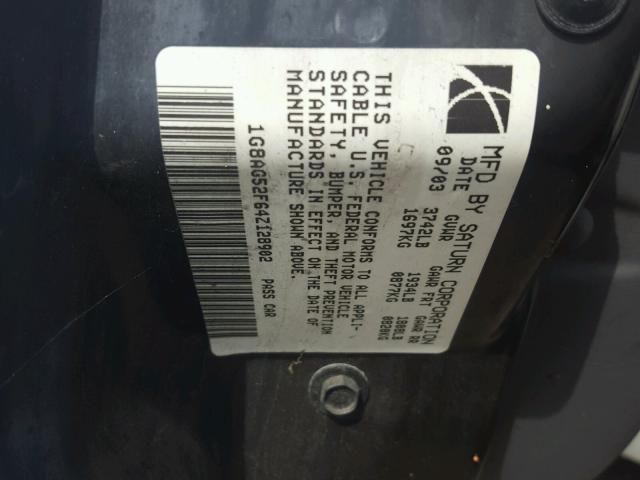 MFD BY SATURN CORPORATION
DATE GVWR GAWR FRT GAWR RR
09/03 3742LB 1934LB 1808LB
1697KG 0877KG 0820KG
THIS VEHICLE CONFORMS TO ALL APPLI-
CABLE U.S. FEDERAL MOTOR VEHICLE
SAFETY, BUMPER, AND THEFT PREVENTION
STANDARDS IN EFFECT ON THE DATE OF
MANUFACTURE SHOWN ABOVE.
1G8AG52F64Z128902 PASS CAR